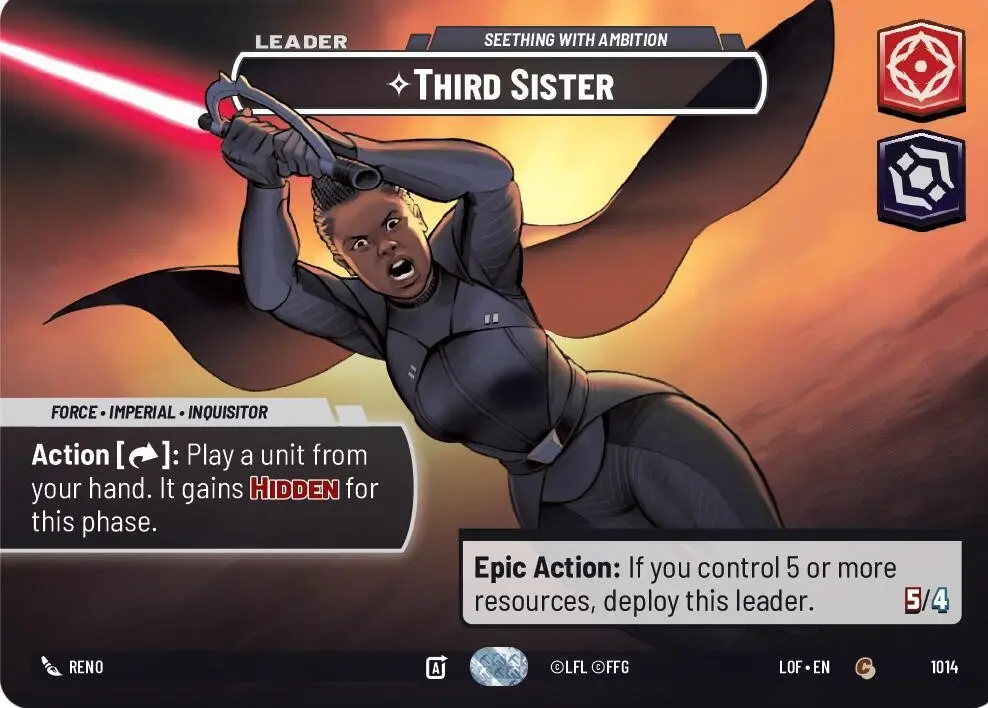 LEADER
SEETHING WITH AMBITION
✧THIRD SISTER
FORCE • IMPERIAL • INQUISITOR
Action [↷]: Play a unit from
your hand. It gains HIDDEN for
this phase.
Epic Action: If you control 5 or more
resources, deploy this leader.
5/4
RENO
A
©LFL ©FFG
LOF • EN
C
1014